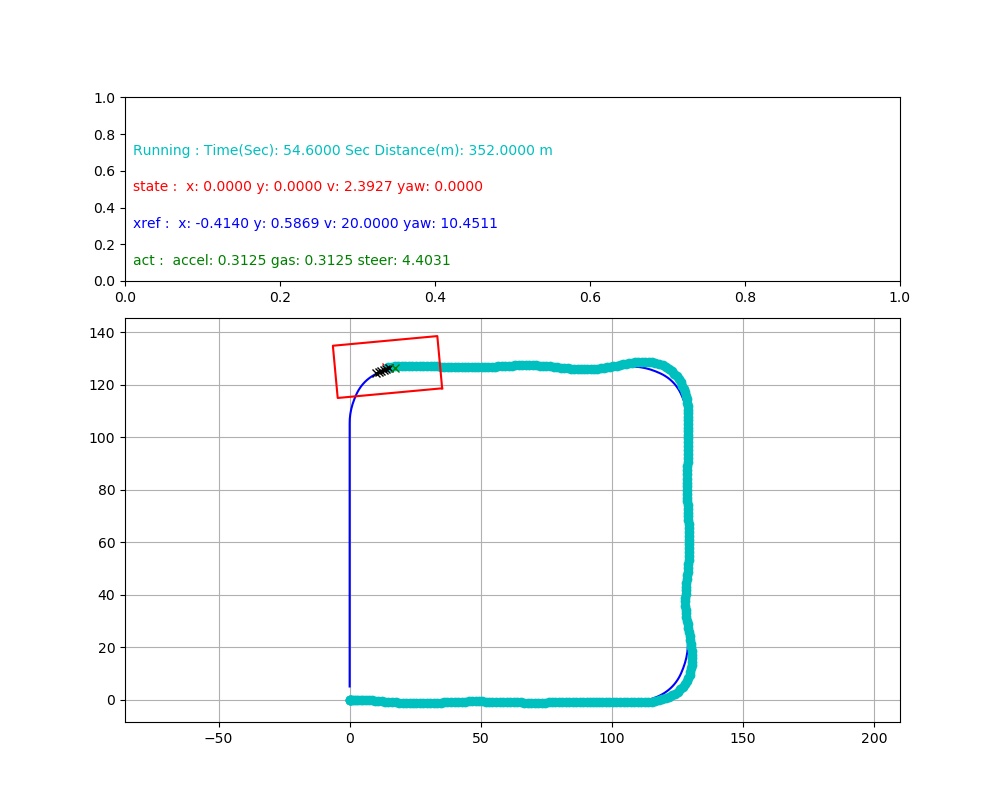 1.0
0.8
Running : Time(Sec): 54.6000 Sec Distance(m): 352.0000 m
0.6
state :  x: 0.0000 y: 0.0000 v: 2.3927 yaw: 0.0000
0.4
xref :  x: -0.4140 y: 0.5869 v: 20.0000 yaw: 10.4511
0.2
act :  accel: 0.3125 gas: 0.3125 steer: 4.4031
0.0
0.0 0.2 0.4 0.6 0.8 1.0
140
120
100
80
60
40
20
0
−50 0 50 100 150 200